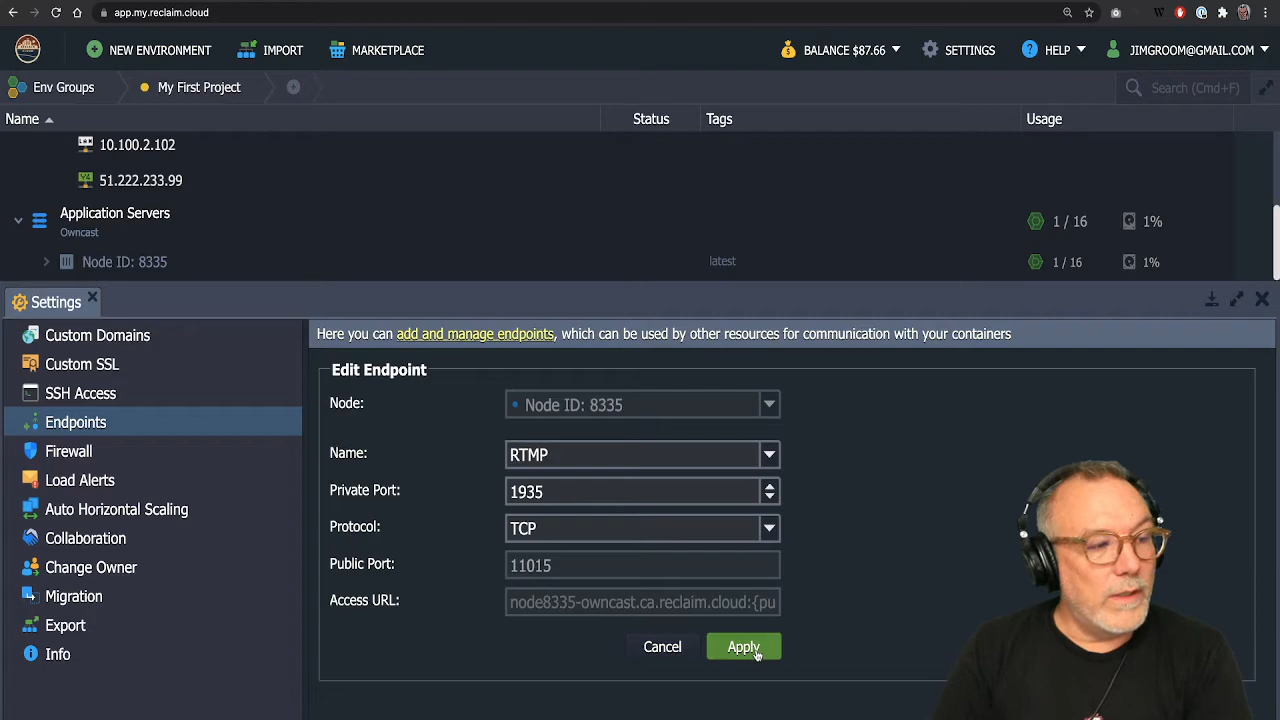 app.my.reclaim.cloud
NEW ENVIRONMENT
IMPORT
MARKETPLACE
BALANCE $87.66
SETTINGS
HELP
JIMGROOM@GMAIL.COM
Env Groups
My First Project
Search (Cmd+F)
Name
Status
Tags
Usage
10.100.2.102
51.222.233.99
Application Servers
1 / 16
1%
Owncast
Node ID: 8335
latest
1 / 16
1%
Settings
Custom Domains
Custom SSL
SSH Access
Endpoints
Firewall
Load Alerts
Auto Horizontal Scaling
Collaboration
Change Owner
Migration
Export
Info
Here you can add and manage endpoints, which can be used by other resources for communication with your containers
Edit Endpoint
Node:
Node ID: 8335
Name:
RTMP
Private Port:
1935
Protocol:
TCP
Public Port:
11015
Access URL:
node8335-owncast.ca.reclaim.cloud:{pu
Cancel
Apply